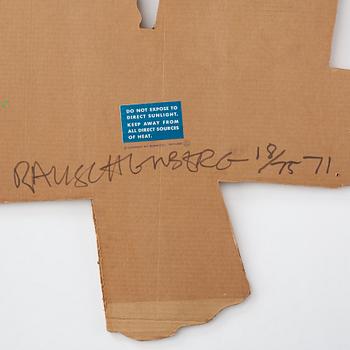 DO NOT EXPOSE TO
DIRECT SUNLIGHT.
KEEP AWAY FROM
ALL DIRECT SOURCES
OF HEAT.
RAUSCHENBERG 18/75 71